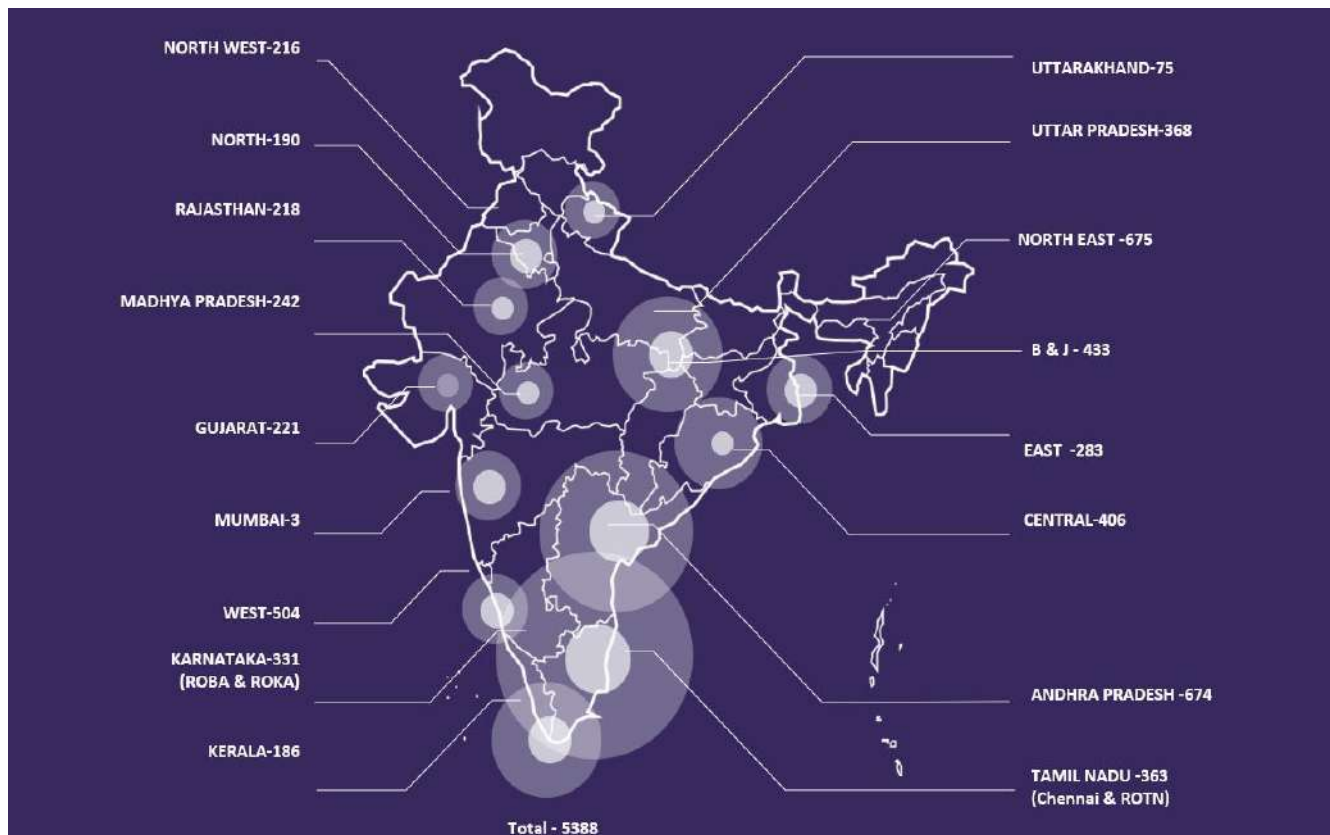 NORTH WEST-216
NORTH-190
RAJASTHAN-218
MADHYA PRADESH-242
GUJARAT-221
MUMBAI-3
WEST-504
KARNATAKA-331
(ROBA & ROKA)
KERALA-186
UTTARAKHAND-75
UTTAR PRADESH-368
NORTH EAST -675
B & J - 433
EAST -283
CENTRAL-406
ANDHRA PRADESH -674
TAMIL NADU -363
(Chennai & ROTN)
Total - 5388